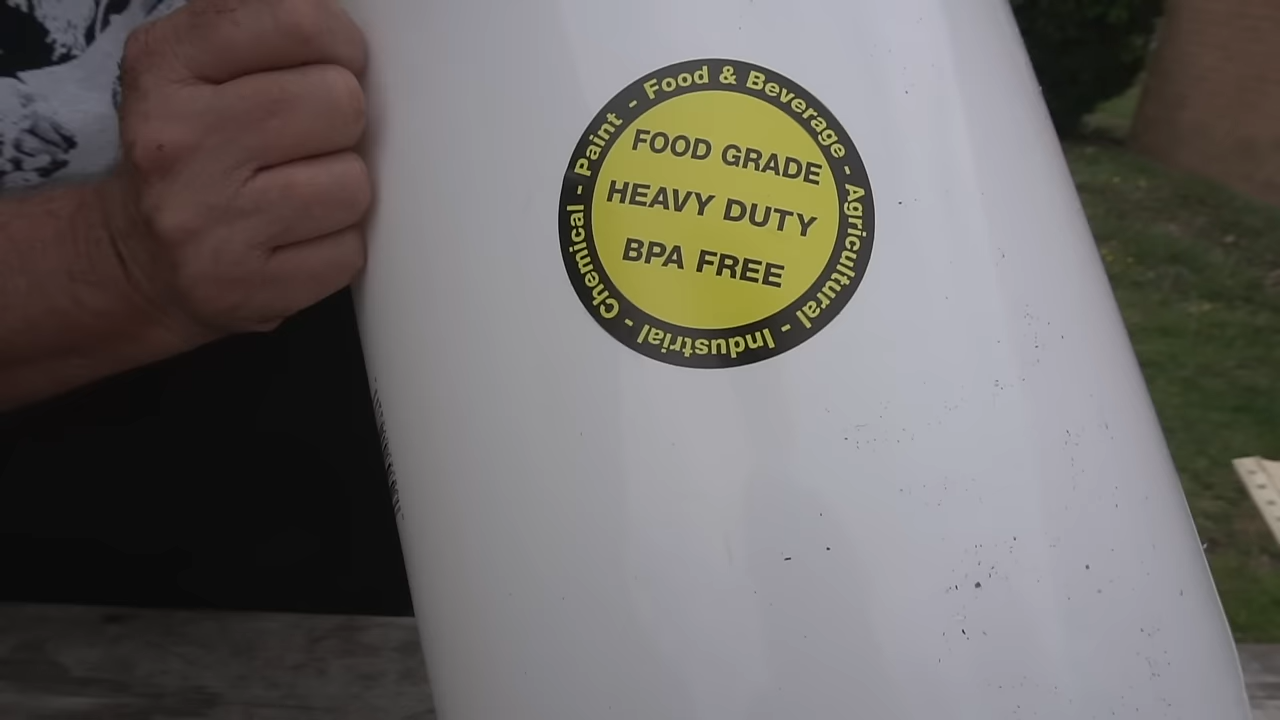 Chemical - Paint - Food & Beverage - Agricultural - Industrial -
FOOD GRADE
HEAVY DUTY
BPA FREE